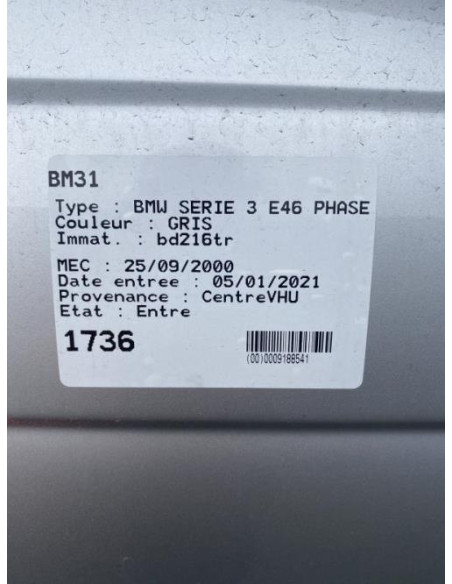 BM31
Type : BMW SERIE 3 E46 PHASE
Couleur : GRIS
Immat. : bd216tr
MEC : 25/09/2000
Date entree : 05/01/2021
Provenance : CentreVHU
Etat : Entre
1736
(00)0009188541